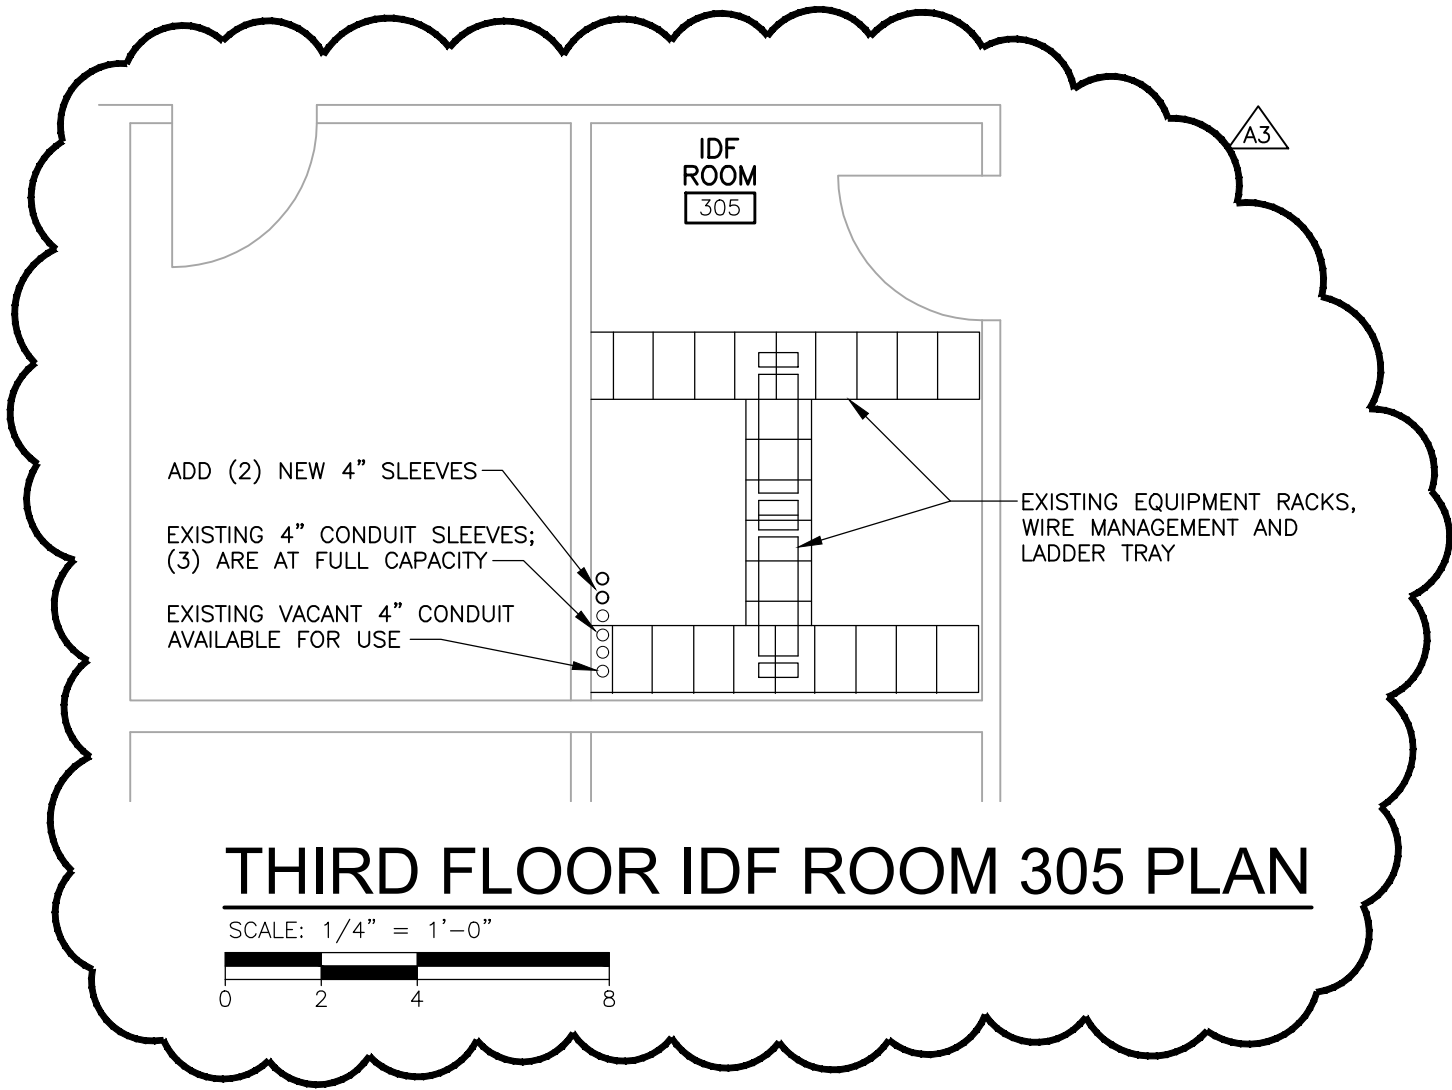 IDF
ROOM
305
A3
ADD (2) NEW 4” SLEEVES
EXISTING 4” CONDUIT SLEEVES;
(3) ARE AT FULL CAPACITY
EXISTING VACANT 4” CONDUIT
AVAILABLE FOR USE
EXISTING EQUIPMENT RACKS,
WIRE MANAGEMENT AND
LADDER TRAY
THIRD FLOOR IDF ROOM 305 PLAN
SCALE: 1/4” = 1’-0”
0 2 4 8